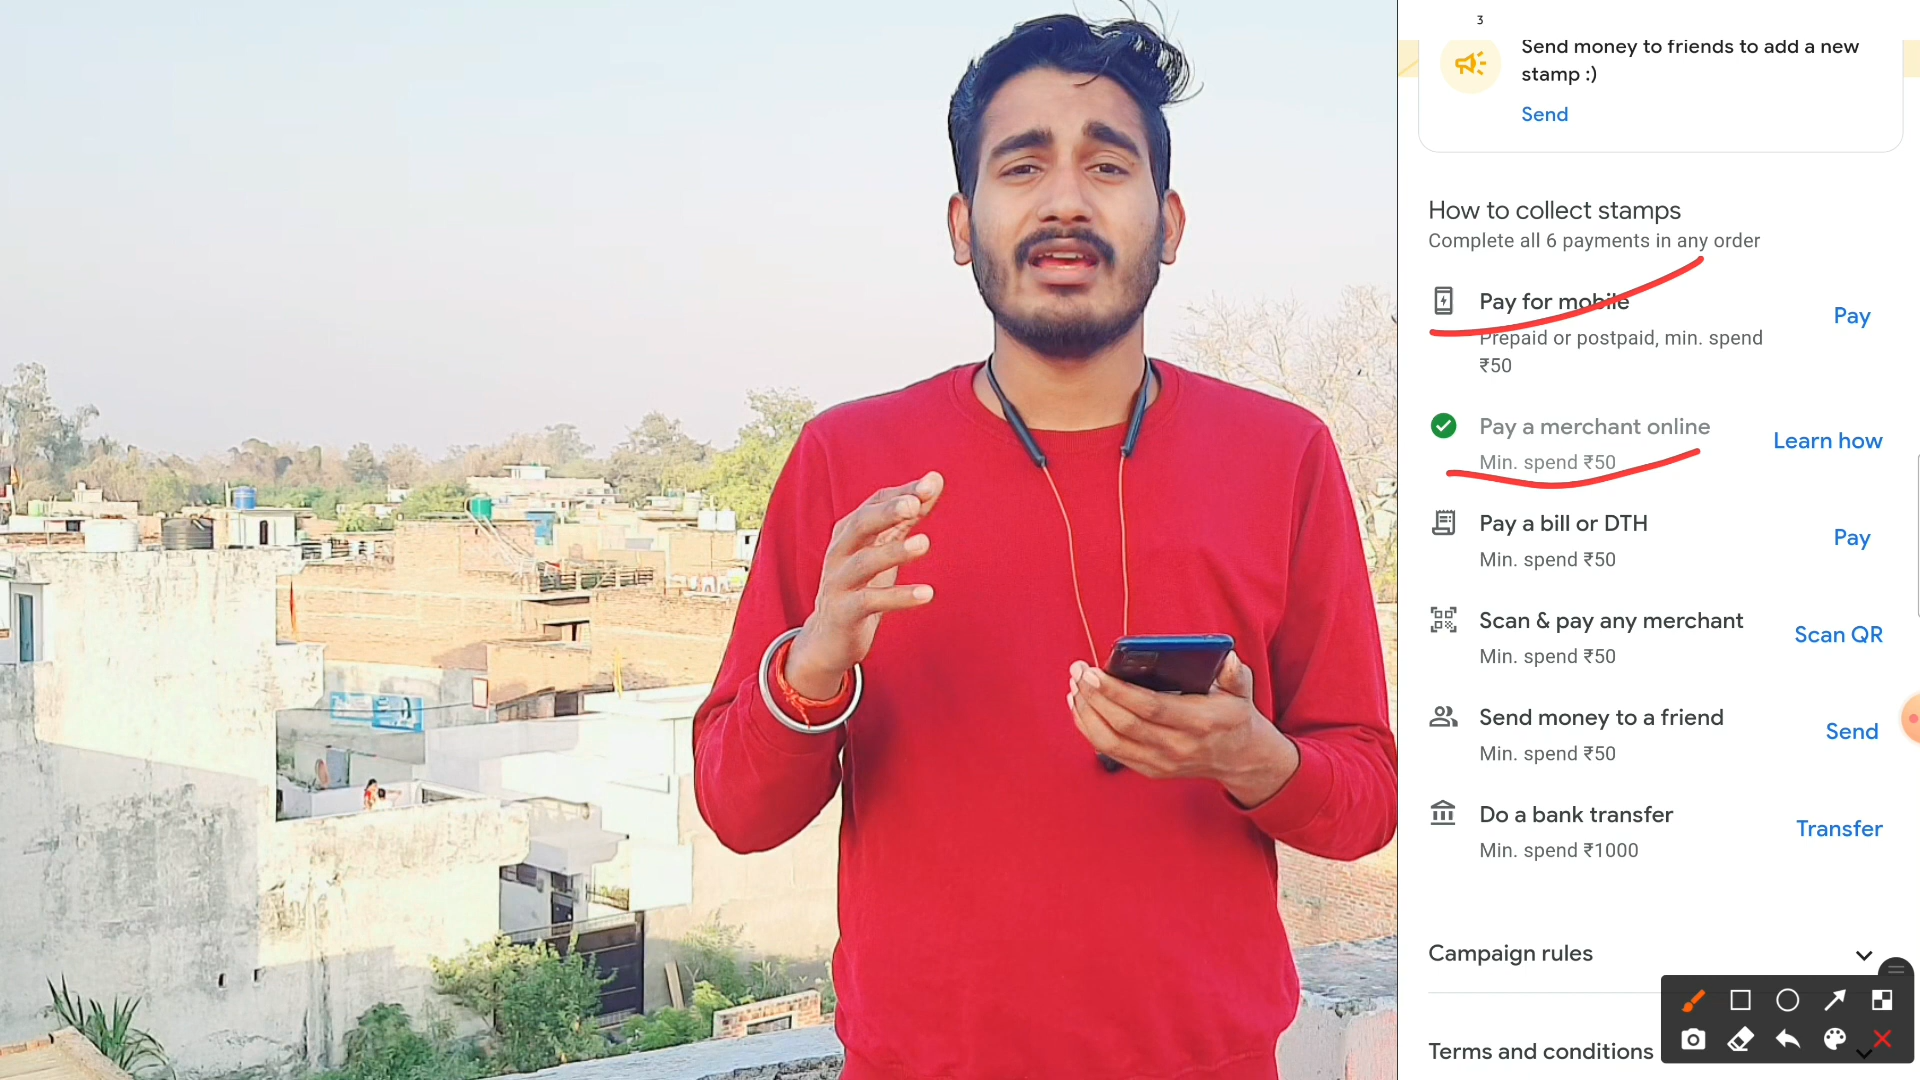 3
Send money to friends to add a new
stamp :)
Send
How to collect stamps
Complete all 6 payments in any order
Pay for mobile
Pay
Prepaid or postpaid, min. spend
₹50
Pay a merchant online
Learn how
Min. spend ₹50
Pay a bill or DTH
Pay
Min. spend ₹50
Scan & pay any merchant
Scan QR
Min. spend ₹50
Send money to a friend
Send
Min. spend ₹50
Do a bank transfer
Transfer
Min. spend ₹1000
Campaign rules
Terms and conditions